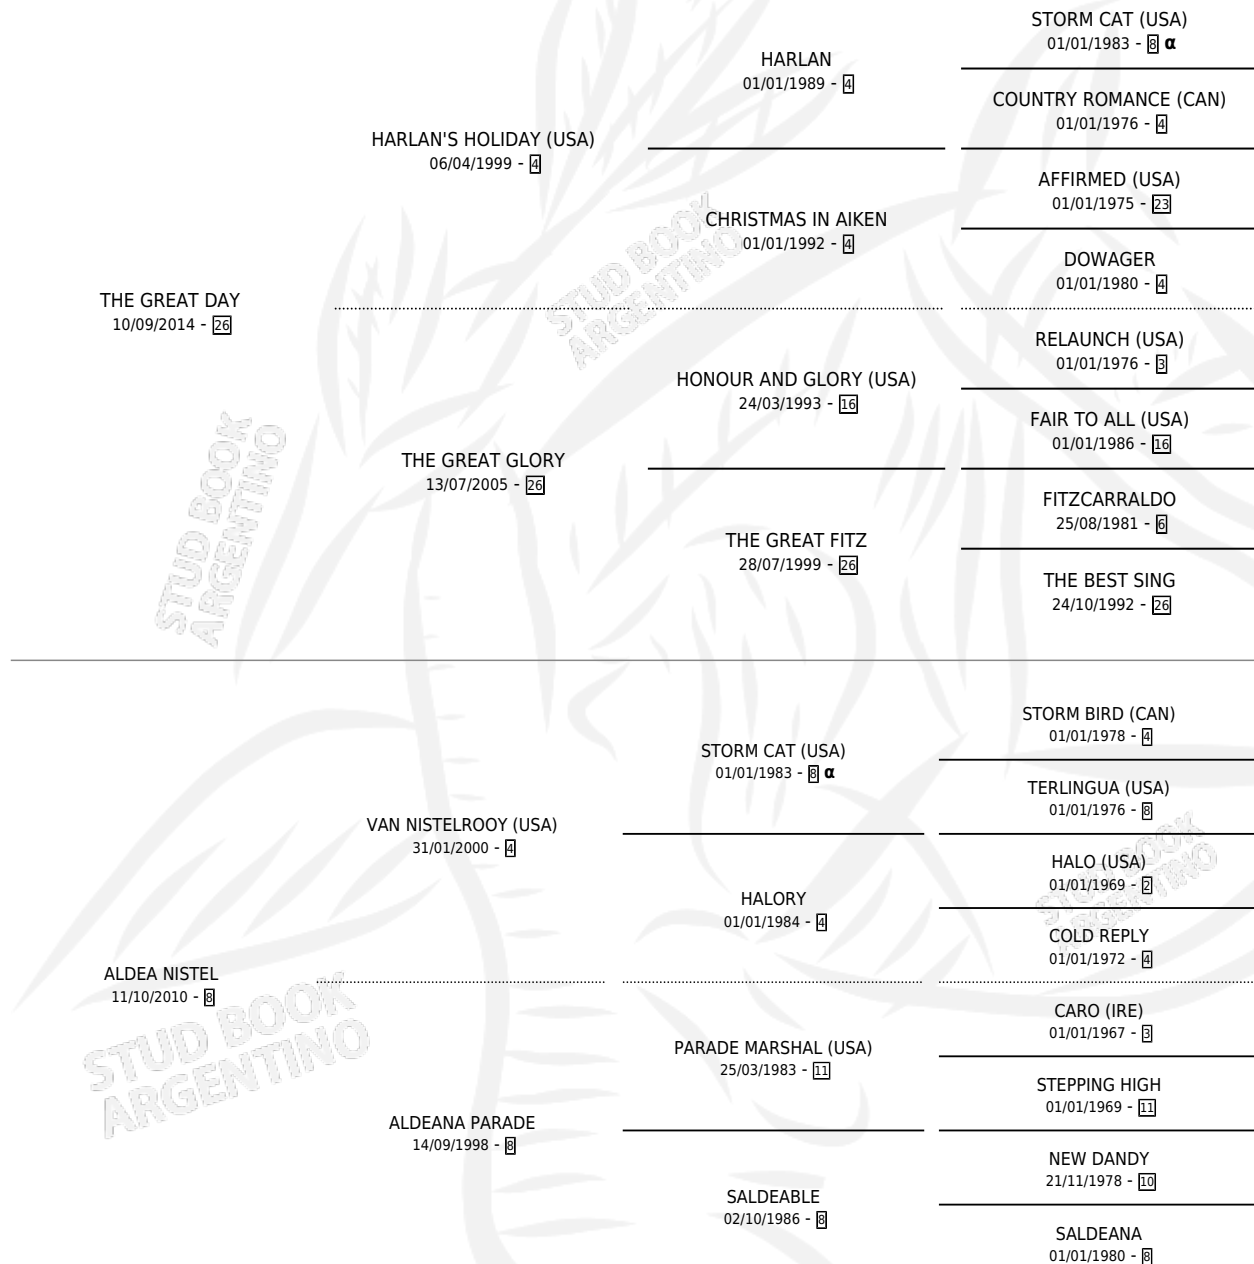 STORM CAT (USA)
01/01/1983 - 8 α
HARLAN
01/01/1989 - 4
COUNTRY ROMANCE (CAN)
01/01/1976 - 4
HARLAN'S HOLIDAY (USA)
06/04/1999 - 4
AFFIRMED (USA)
01/01/1975 - 23
CHRISTMAS IN AIKEN
01/01/1992 - 4
DOWAGER
01/01/1980 - 4
THE GREAT DAY
10/09/2014 - 26
RELAUNCH (USA)
01/01/1976 - 3
HONOUR AND GLORY (USA)
24/03/1993 - 16
FAIR TO ALL (USA)
01/01/1986 - 16
THE GREAT GLORY
13/07/2005 - 26
FITZCARRALDO
25/08/1981 - 6
THE GREAT FITZ
28/07/1999 - 26
THE BEST SING
24/10/1992 - 26
STORM BIRD (CAN)
01/01/1978 - 4
STORM CAT (USA)
01/01/1983 - 8 α
TERLINGUA (USA)
01/01/1976 - 8
VAN NISTELROOY (USA)
31/01/2000 - 4
HALO (USA)
01/01/1969 - 2
HALORY
01/01/1984 - 4
COLD REPLY
01/01/1972 - 4
ALDEA NISTEL
11/10/2010 - 8
CARO (IRE)
01/01/1967 - 3
PARADE MARSHAL (USA)
25/03/1983 - 11
STEPPING HIGH
01/01/1969 - 11
ALDEANA PARADE
14/09/1998 - 8
NEW DANDY
21/11/1978 - 10
SALDEABLE
02/10/1986 - 8
SALDEANA
01/01/1980 - 8
STUD BOOK
ARGENTINO
STUD BOOK
ARGENTINO
STUD BOOK
ARGENTINO
STUD BOOK
ARGENTINO